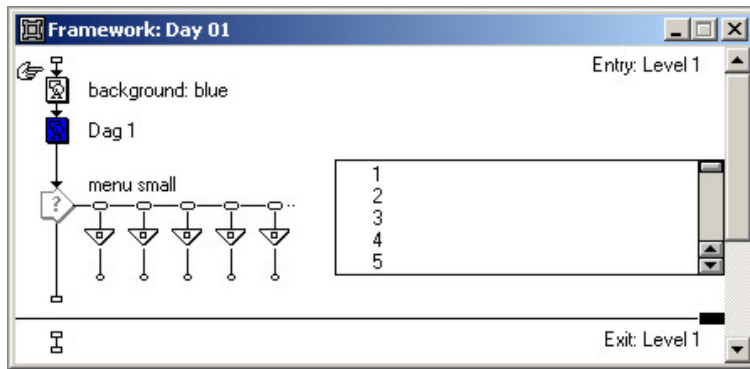 Framework: Day 01
Entry: Level 1
background: blue
Dag 1
menu small
?
1
2
3
4
5
Exit: Level 1